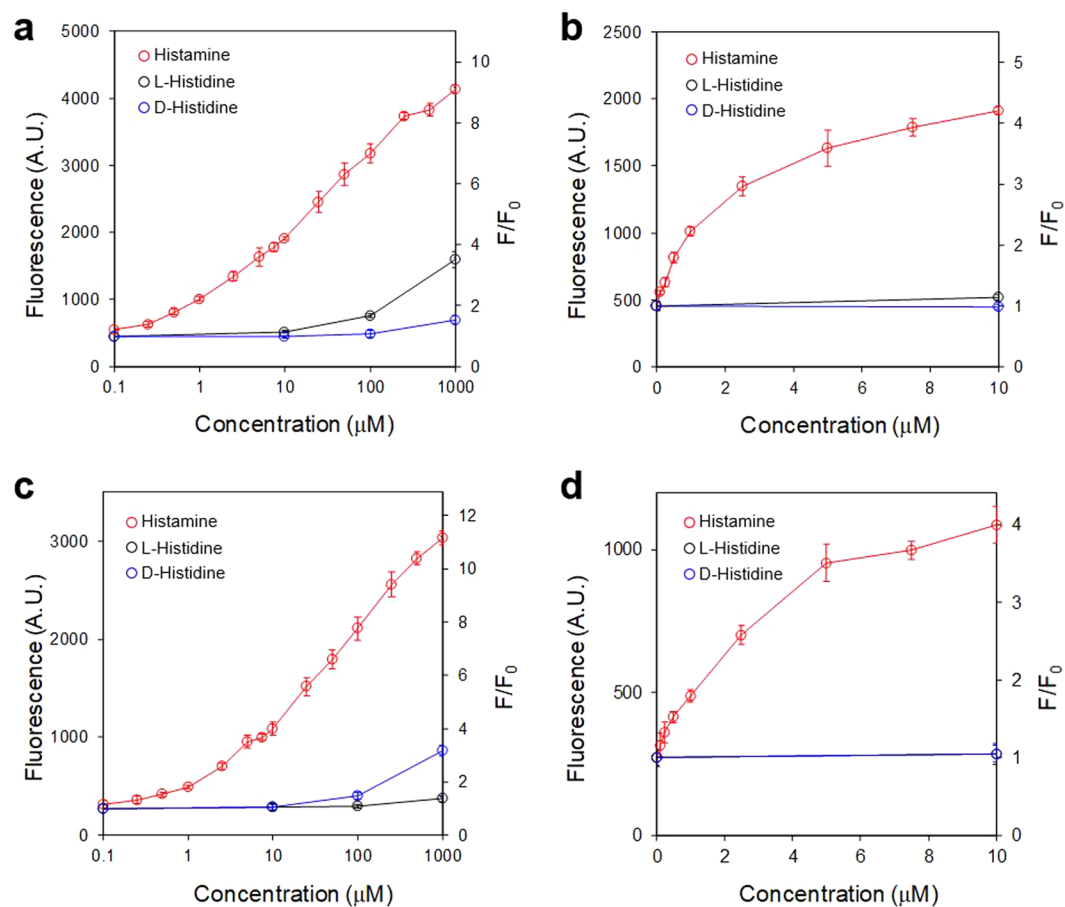 a
5000
4000
3000
2000
1000
0
Fluorescence (A.U.)
Histamine
L-Histidine
D-Histidine
10
8
6
4
2
0
F/F0
0.1 1 10 100 1000
Concentration (μM)
b
2500
2000
1500
1000
500
0
Fluorescence (A.U.)
Histamine
L-Histidine
D-Histidine
5
4
3
2
1
0
F/F0
0 2 4 6 8 10
Concentration (μM)
c
3000
2000
1000
0
Fluorescence (A.U.)
Histamine
L-Histidine
D-Histidine
12
10
8
6
4
2
0
F/F0
0.1 1 10 100 1000
Concentration (μM)
d
1000
500
0
Fluorescence (A.U.)
Histamine
L-Histidine
D-Histidine
4
3
2
1
0
F/F0
0 2 4 6 8 10
Concentration (μM)